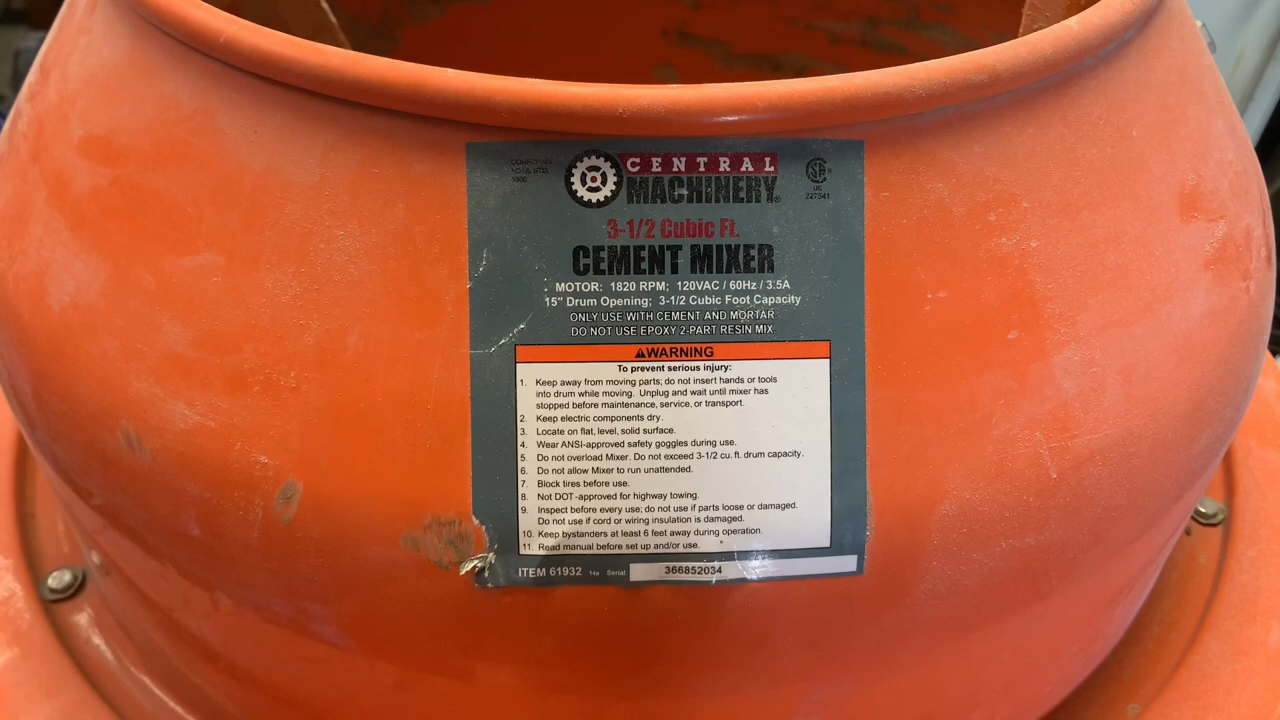 CONFORMS
TO UL STD.
CENTRAL
MACHINERY®
US
227341
3-1/2 Cubic Ft.
CEMENT MIXER
MOTOR: 1820 RPM; 120VAC / 60Hz / 3.5A
15" Drum Opening; 3-1/2 Cubic Foot Capacity
ONLY USE WITH CEMENT AND MORTAR.
DO NOT USE EPOXY 2-PART RESIN MIX.
⚠WARNING
To prevent serious injury:
1. Keep away from moving parts; do not insert hands or tools
into drum while moving. Unplug and wait until mixer has
stopped before maintenance, service, or transport.
2. Keep electric components dry.
3. Locate on flat, level, solid surface.
4. Wear ANSI-approved safety goggles during use.
5. Do not overload Mixer. Do not exceed 3-1/2 cu. ft. drum capacity.
6. Do not allow Mixer to run unattended.
7. Block tires before use.
8. Not DOT-approved for highway towing.
9. Inspect before every use; do not use if parts loose or damaged.
Do not use if cord or wiring insulation is damaged.
10. Keep bystanders at least 6 feet away during operation.
11. Read manual before set up and/or use.
ITEM 61932 14a Serial 366852034